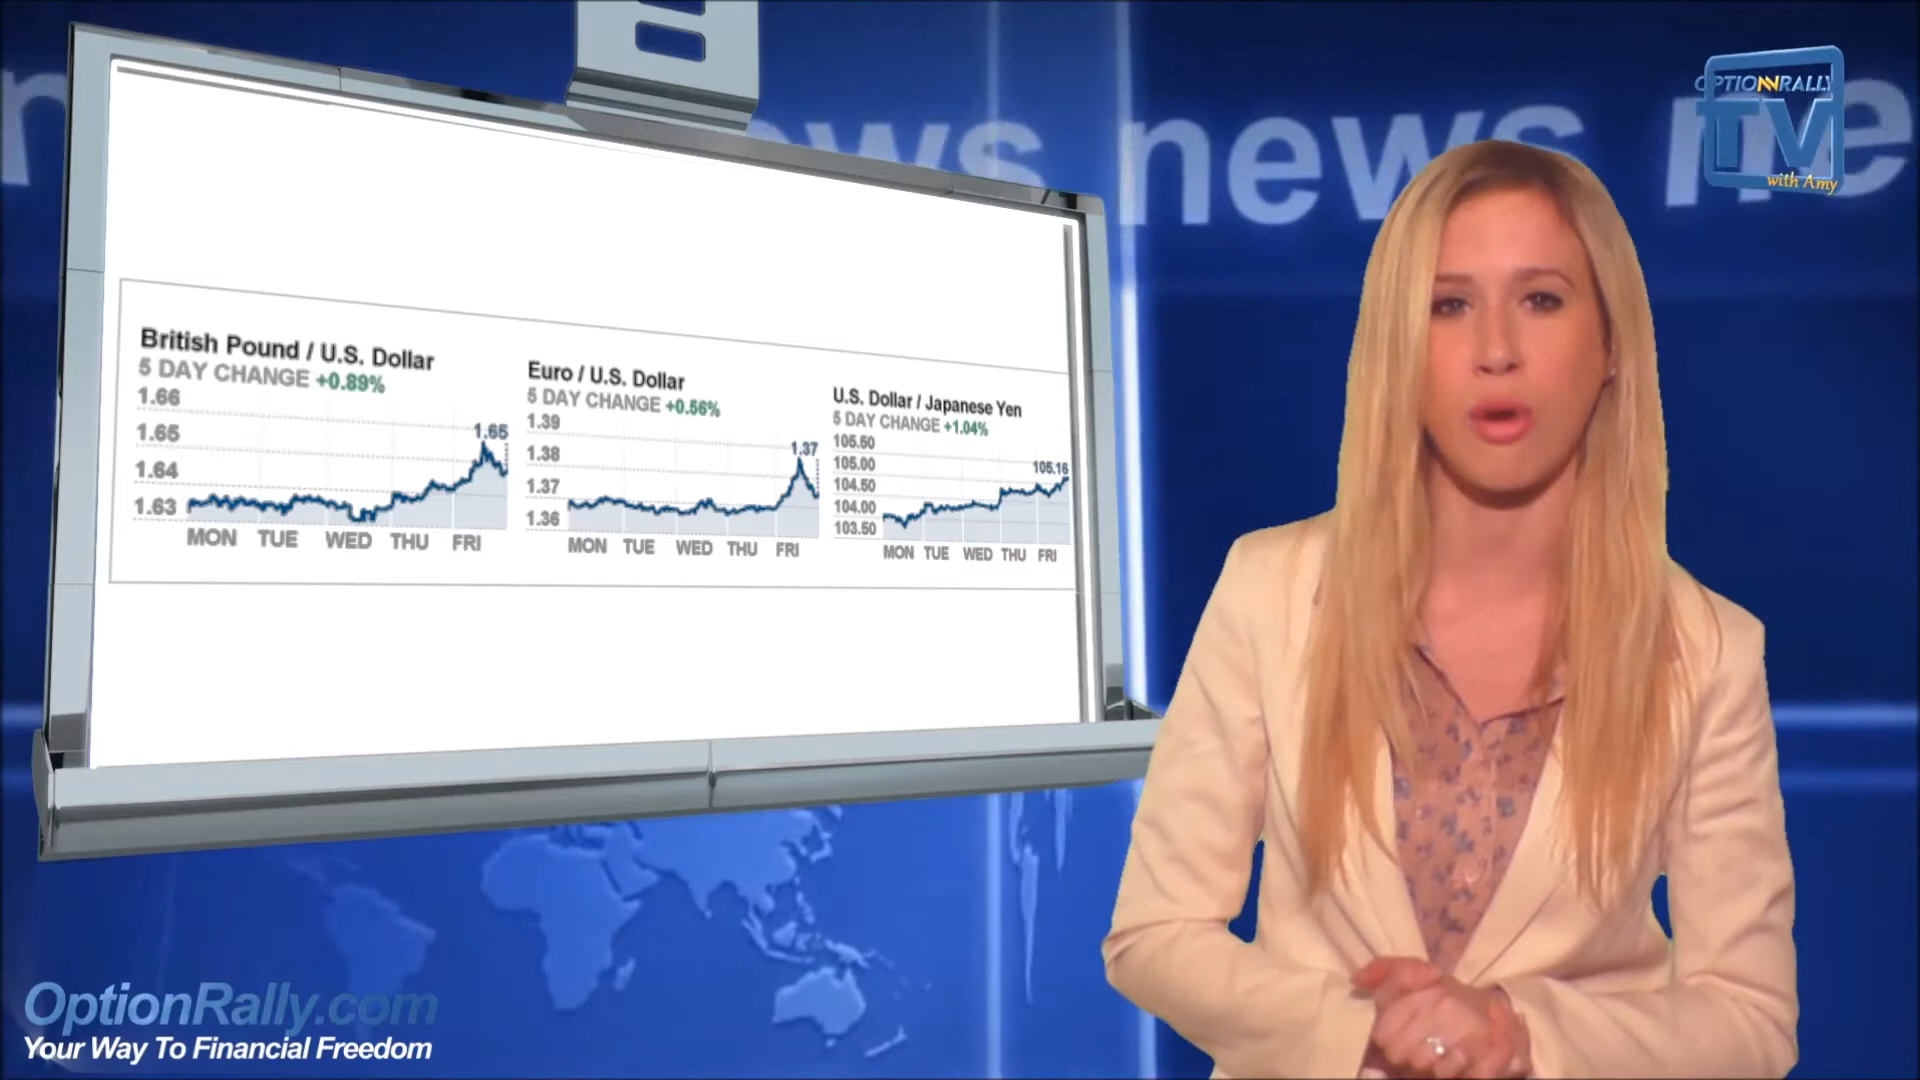 n
ews news ne
OPTIONNRALLY
TV
with Amy
British Pound / U.S. Dollar
5 DAY CHANGE +0.89%
1.66
1.65
1.65
1.64
1.63
MON TUE WED THU FRI
Euro / U.S. Dollar
5 DAY CHANGE +0.56%
1.39
1.37
1.38
1.37
1.36
MON TUE WED THU FRI
U.S. Dollar / Japanese Yen
5 DAY CHANGE +1.04%
105.50
105.16
105.00
104.50
104.00
103.50
MON TUE WED THU FRI
OptionRally.com
Your Way To Financial Freedom